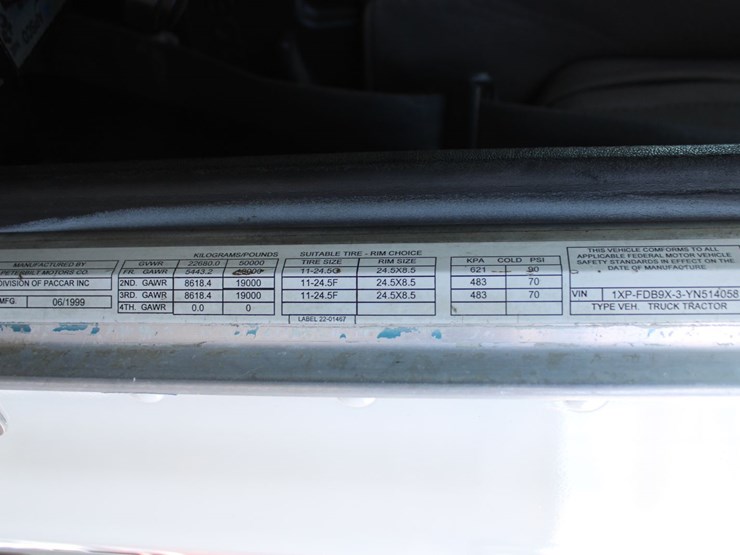 KILOGRAMS/POUNDS SUITABLE TIRE - RIM CHOICE
MANUFACTURED BY GVWR 22680.0 50000 TIRE SIZE RIM SIZE KPA COLD PSI
PETERBILT MOTORS CO. FR. GAWR 5443.2 11-24.5G 24.5X8.5 621 90
DIVISION OF PACCAR INC 2ND. GAWR 8618.4 19000 11-24.5F 24.5X8.5 483 70
MFG. 06/1999 3RD. GAWR 8618.4 19000 11-24.5F 24.5X8.5 483 70
4TH. GAWR 0.0 0
LABEL 22-01467
THIS VEHICLE CONFORMS TO ALL
APPLICABLE FEDERAL MOTOR VEHICLE
SAFETY STANDARDS IN EFFECT ON THE
DATE OF MANUFACTURE
VIN 1XP-FDB9X-3-YN514058
TYPE VEH. TRUCK TRACTOR